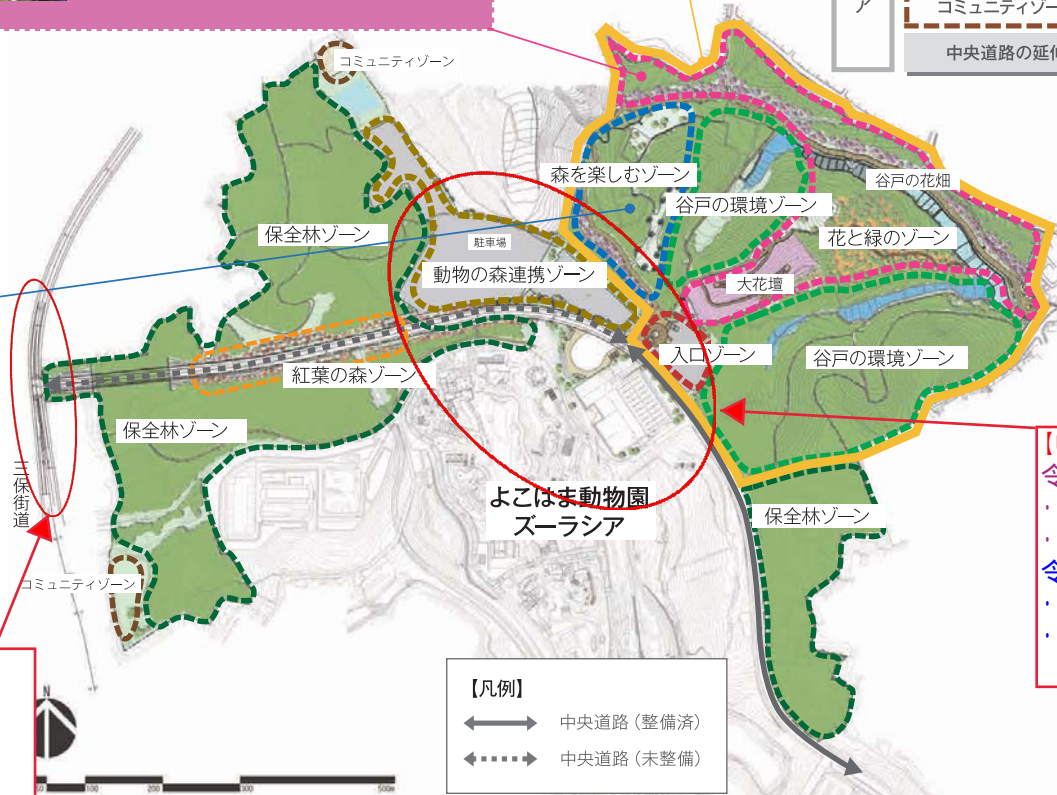 ア
コミュニティゾー
中央道路の延伸
コミュニティゾーン
森を楽しむゾーン
谷戸の花畑
谷戸の環境ゾーン
保全林ゾーン
駐車場
花と緑のゾーン
動物の森連携ゾーン
大花壇
入口ゾーン
谷戸の環境ゾーン
紅葉の森ゾーン
保全林ゾーン
三保街道
よこはま動物園
ズーラシア
保全林ゾーン
コミュニティゾーン
【凡例】
中央道路（整備済）
中央道路（未整備）
N
50
100
200
300
500m